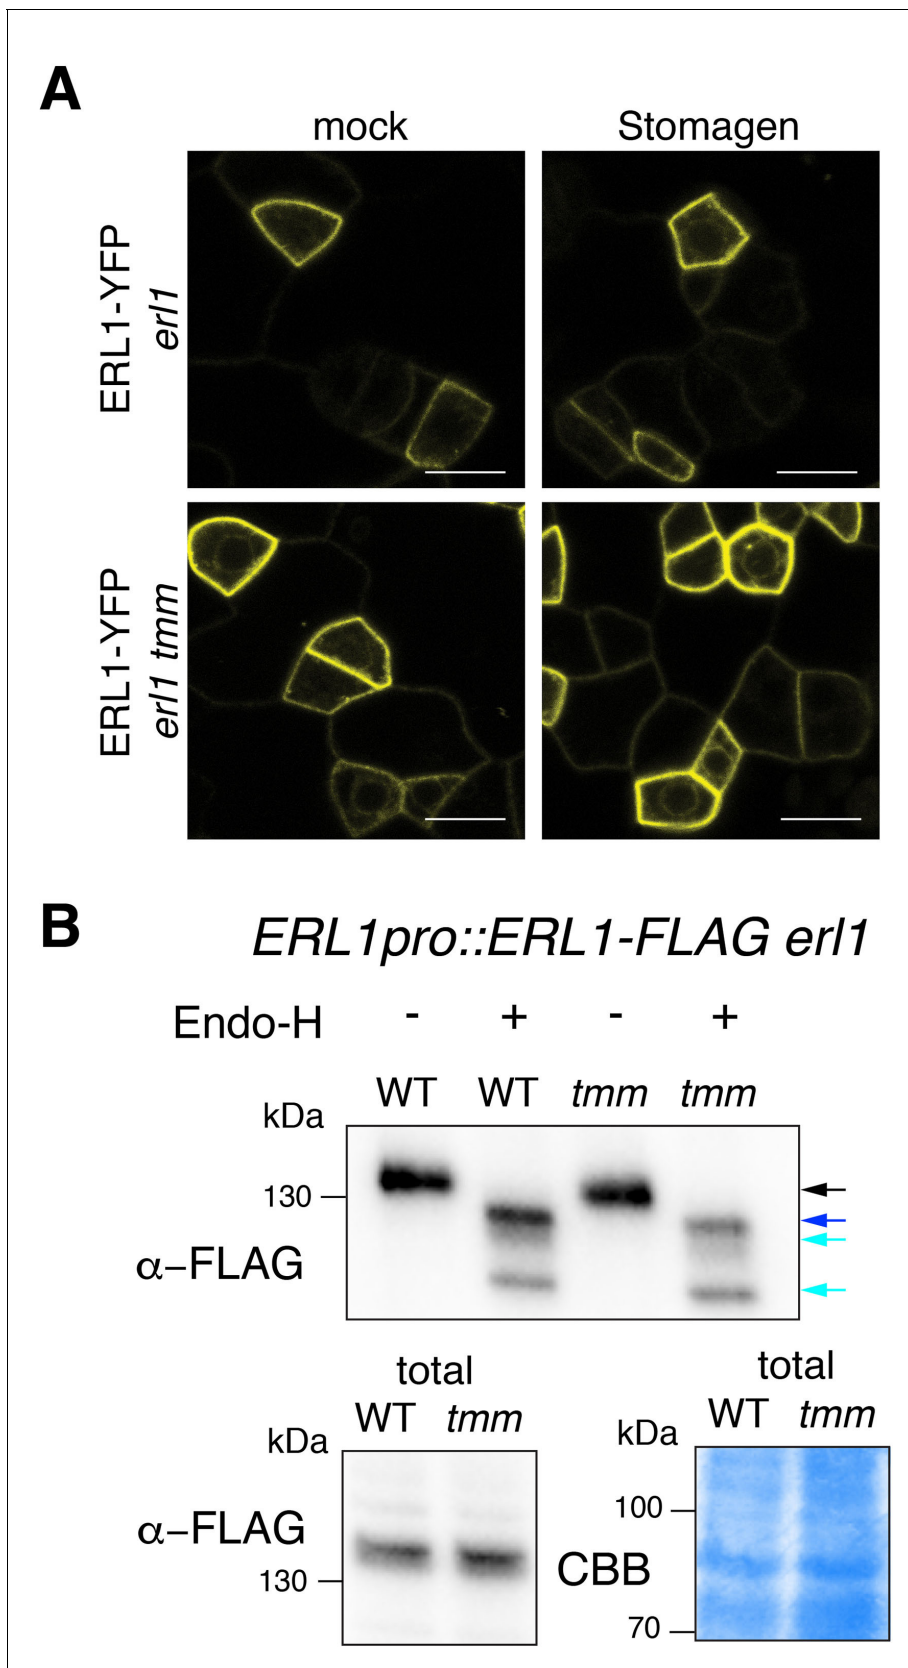 A
mock Stomagen
ERL1-YFP
erl1
ERL1-YFP
erl1 tmm
B
ERL1pro::ERL1-FLAG erl1
Endo-H - + - +
WT WT tmm tmm
kDa
130
α–FLAG
total
WT tmm
kDa
α–FLAG
130
total
WT tmm
kDa
100
CBB
70